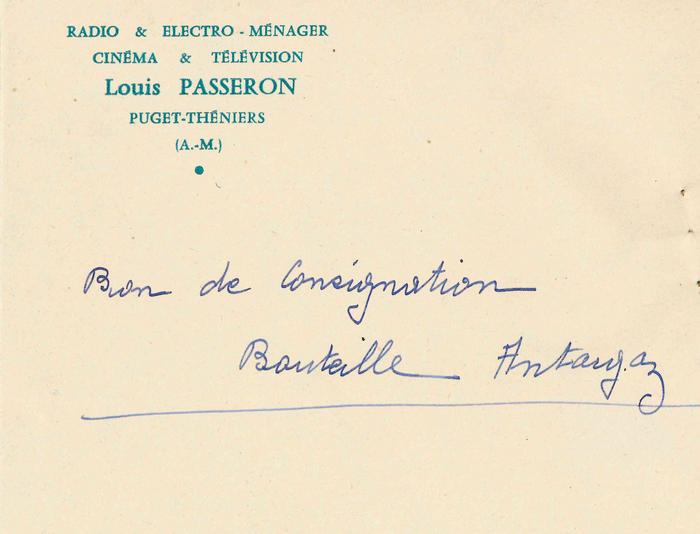 RADIO & ELECTRO-MÉNAGER
CINÉMA & TÉLÉVISION
Louis PASSERON
PUGET-THÉNIERS
(A.-M.)
Bon de Consignation
Bouteille Antargaz